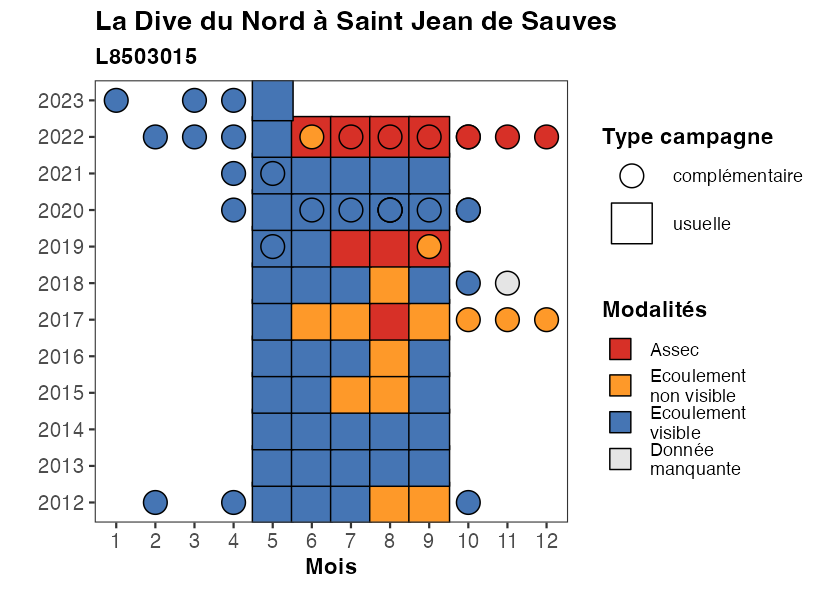 La Dive du Nord à Saint Jean de Sauves
L8503015
2023
2022
2021
2020
2019
2018
2017
2016
2015
2014
2013
2012
1 2 3 4 5 6 7 8 9 10 11 12
Mois
Type campagne
complémentaire
usuelle
Modalités
Assec
Ecoulement
non visible
Ecoulement
visible
Donnée
manquante